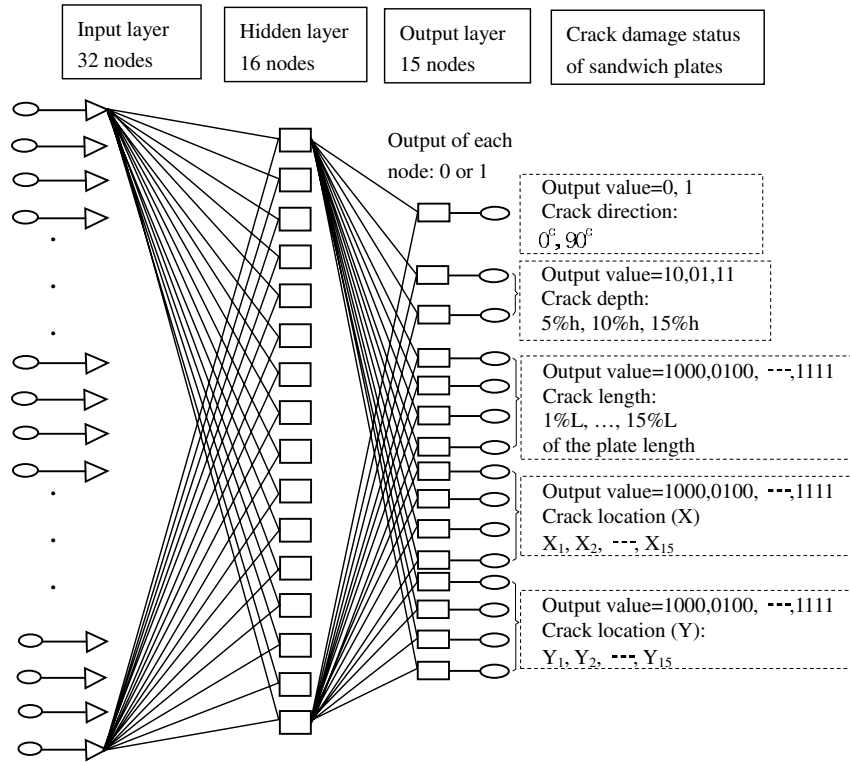 Input layer
32 nodes
Hidden layer
16 nodes
Output layer
15 nodes
Crack damage status
of sandwich plates
Output of each
node: 0 or 1
Output value=0, 1
Crack direction:
0°, 90°
Output value=10,01,11
Crack depth:
5%h, 10%h, 15%h
Output value=1000,0100, ---,1111
Crack length:
1%L, …, 15%L
of the plate length
Output value=1000,0100, ---,1111
Crack location (X)
X₁, X₂, ---, X₁₅
Output value=1000,0100, ---,1111
Crack location (Y):
Y₁, Y₂, ---, Y₁₅